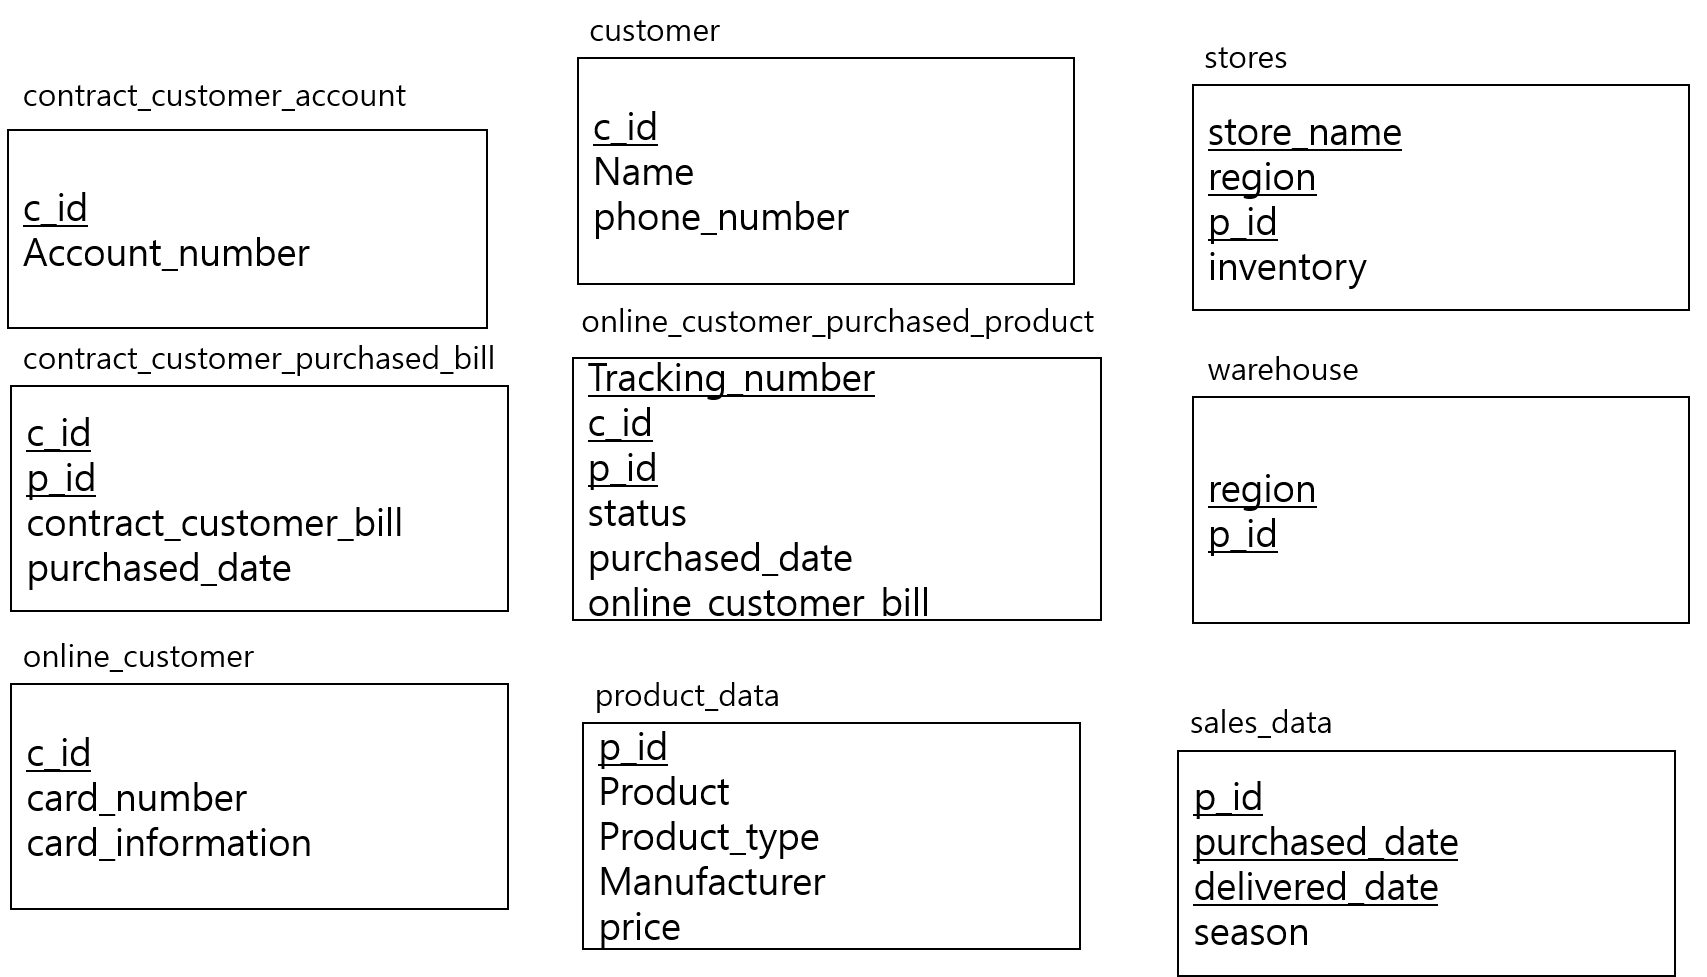 contract_customer_account
c_id
Account_number
contract_customer_purchased_bill
c_id
p_id
contract_customer_bill
purchased_date
online_customer
c_id
card_number
card_information
customer
c_id
Name
phone_number
online_customer_purchased_product
Tracking_number
c_id
p_id
status
purchased_date
online_customer_bill
product_data
p_id
Product
Product_type
Manufacturer
price
stores
store_name
region
p_id
inventory
warehouse
region
p_id
sales_data
p_id
purchased_date
delivered_date
season